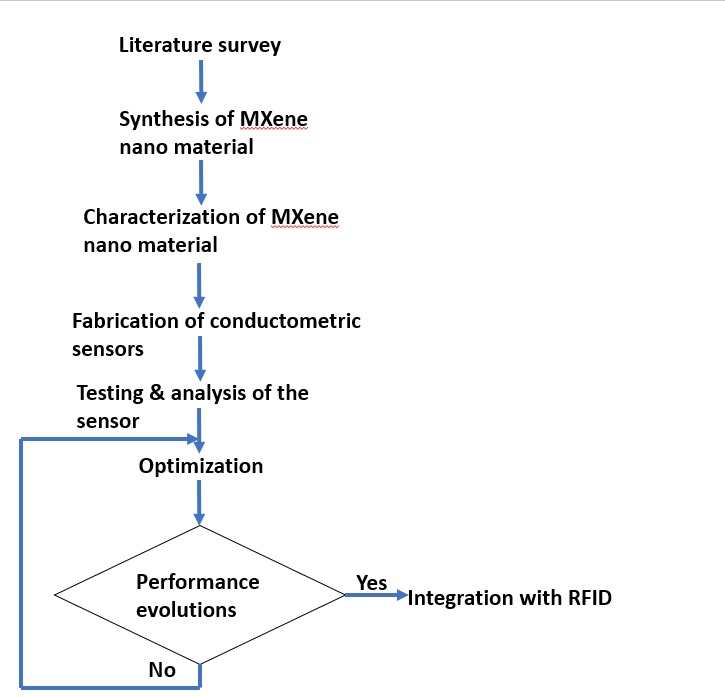 Literature survey
Synthesis of MXene
nano material
Characterization of MXene
nano material
Fabrication of conductometric
sensors
Testing & analysis of the
sensor
Optimization
Performance
evolutions
Yes
Integration with RFID
No